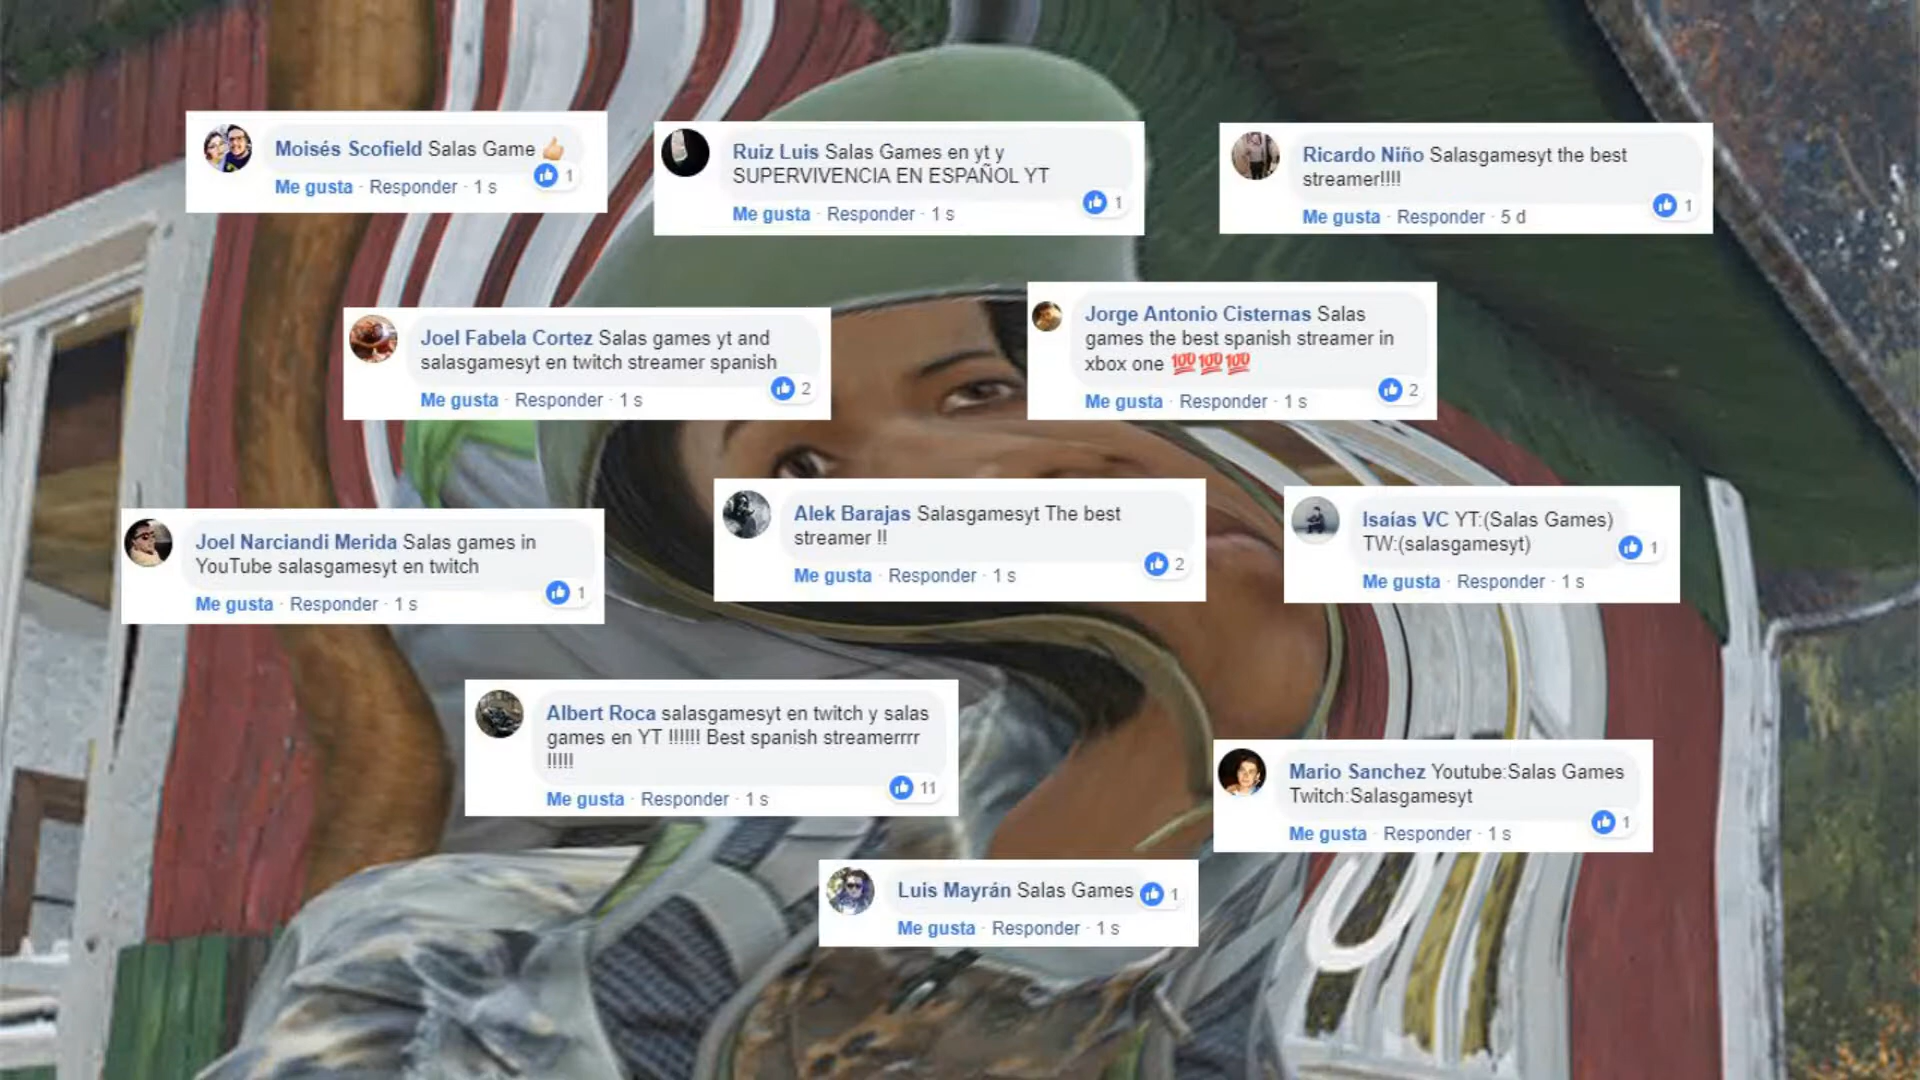 Moisés Scofield Salas Game 👍🏼
1
Me gusta · Responder · 1 s
Ruiz Luis Salas Games en yt y
SUPERVIVENCIA EN ESPAÑOL YT
1
Me gusta · Responder · 1 s
Ricardo Niño Salasgamesyt the best
streamer!!!!
1
Me gusta · Responder · 5 d
Joel Fabela Cortez Salas games yt and
salasgamesyt en twitch streamer spanish
2
Me gusta · Responder · 1 s
Jorge Antonio Cisternas Salas
games the best spanish streamer in
xbox one 💯💯💯
2
Me gusta · Responder · 1 s
Joel Narciandi Merida Salas games in
YouTube salasgamesyt en twitch
1
Me gusta · Responder · 1 s
Alek Barajas Salasgamesyt The best
streamer !!
2
Me gusta · Responder · 1 s
Isaías VC YT:(Salas Games)
TW:(salasgamesyt)
1
Me gusta · Responder · 1 s
Albert Roca salasgamesyt en twitch y salas
games en YT !!!!!! Best spanish streamerrrr
!!!!!
11
Me gusta · Responder · 1 s
Mario Sanchez Youtube:Salas Games
Twitch:Salasgamesyt
1
Me gusta · Responder · 1 s
Luis Mayrán Salas Games
1
Me gusta · Responder · 1 s